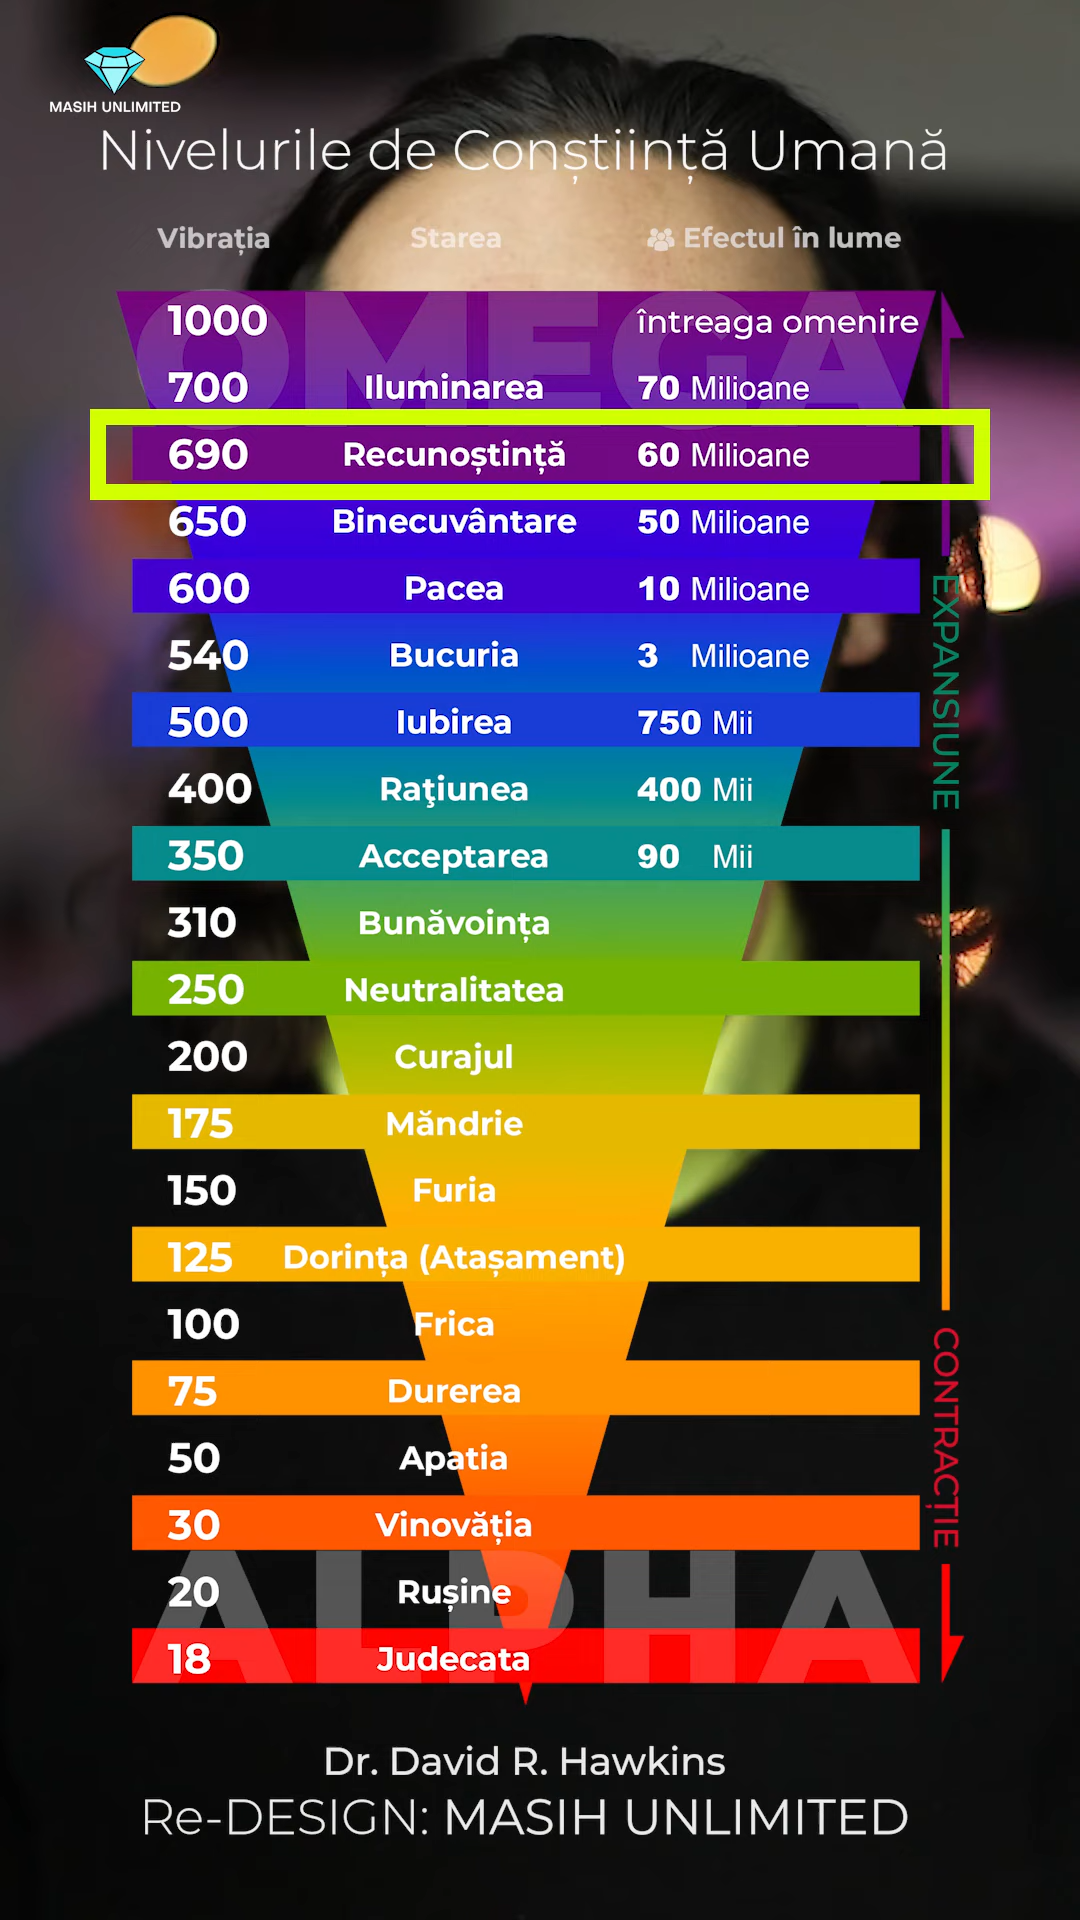 MASIH UNLIMITED
Nivelurile de Conștiință Umană
Vibrația Starea Efectul în lume
OMEGA
1000 întreaga omenire
700 Iluminarea 70 Milioane
690 Recunoștință 60 Milioane
650 Binecuvântare 50 Milioane
600 Pacea 10 Milioane
540 Bucuria 3 Milioane
500 Iubirea 750 Mii
400 Raţiunea 400 Mii
350 Acceptarea 90 Mii
310 Bunăvoința
250 Neutralitatea
200 Curajul
175 Măndrie
150 Furia
125 Dorința (Atașament)
100 Frica
75 Durerea
50 Apatia
30 Vinovăția
20 Rușine
18 Judecata
ALPHA
EXPANSIUNE
CONTRACȚIE
Dr. David R. Hawkins
Re-DESIGN: MASIH UNLIMITED